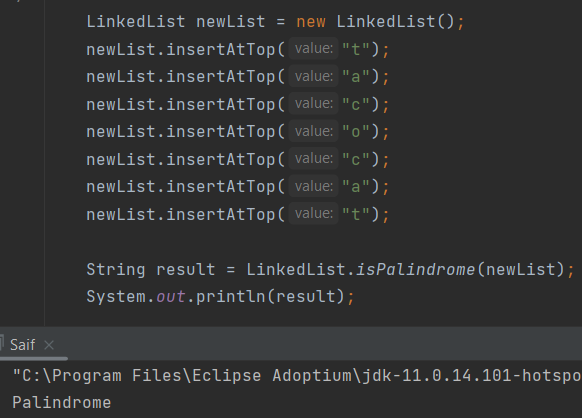 LinkedList newList = new LinkedList();
newList.insertAtTop( value: "t");
newList.insertAtTop( value: "a");
newList.insertAtTop( value: "c");
newList.insertAtTop( value: "o");
newList.insertAtTop( value: "c");
newList.insertAtTop( value: "a");
newList.insertAtTop( value: "t");
String result = LinkedList.isPalindrome(newList);
System.out.println(result);
Saif
"C:\Program Files\Eclipse Adoptium\jdk-11.0.14.101-hotspo
Palindrome